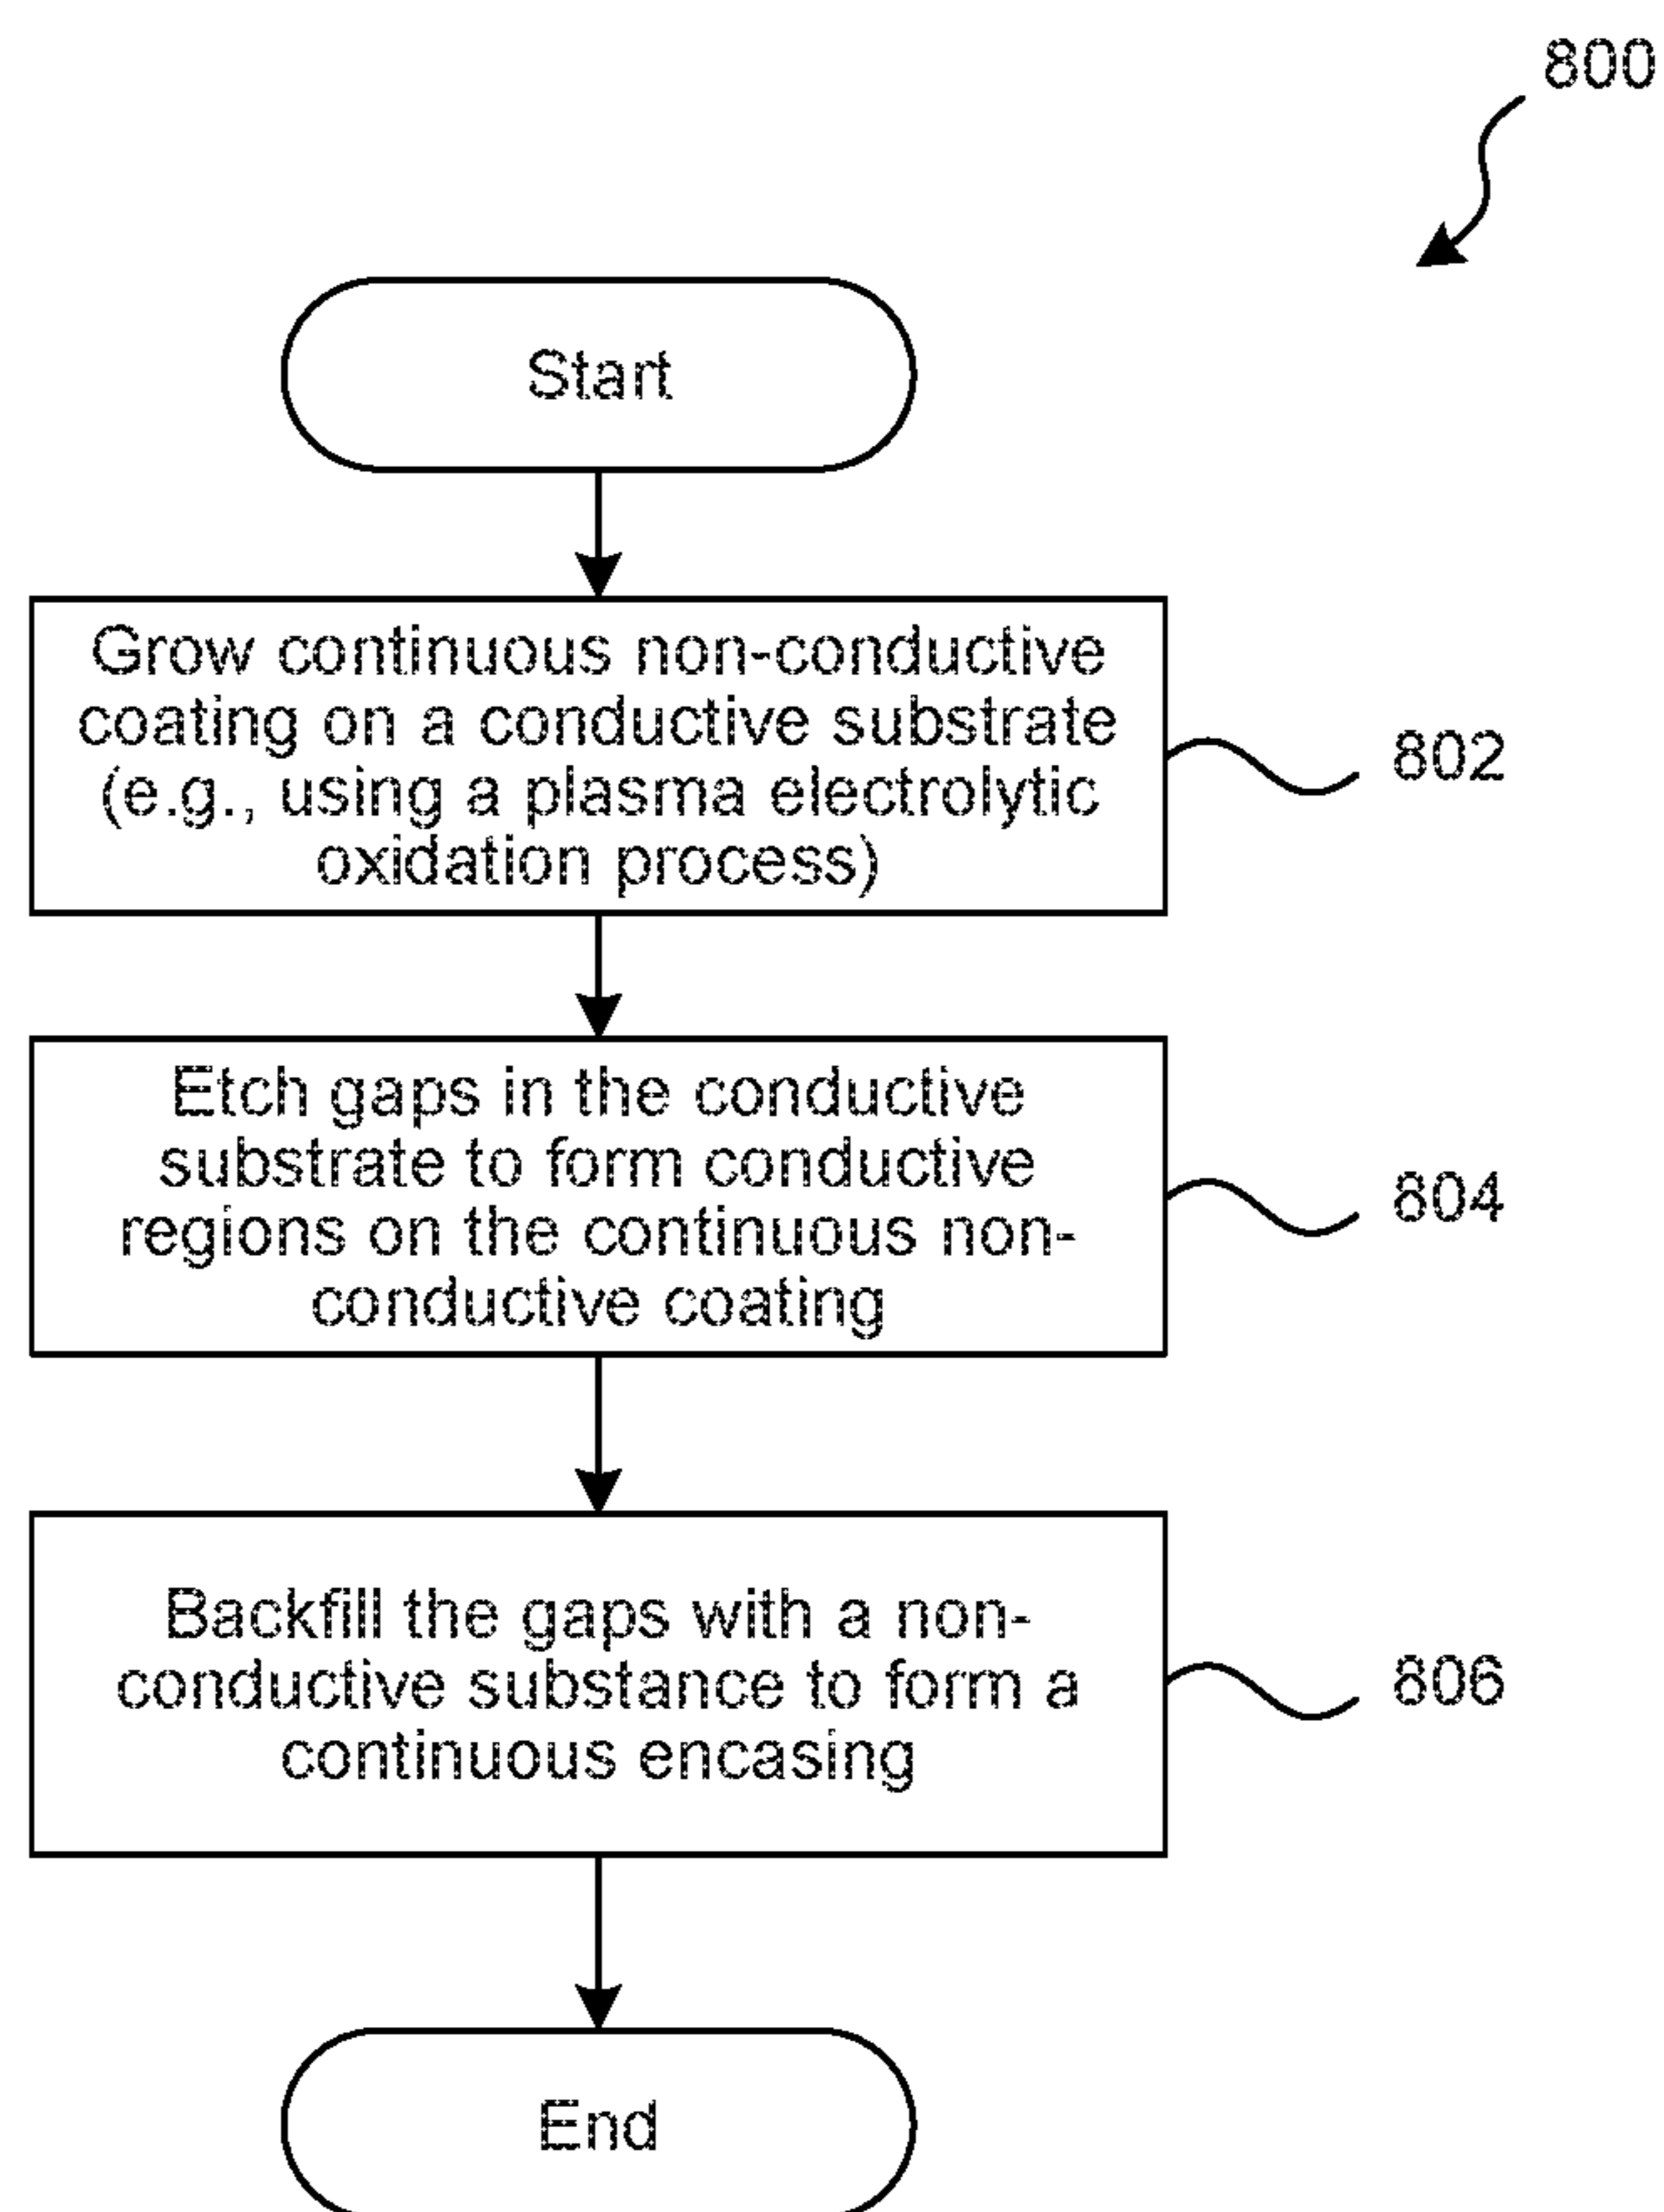 800
Start
Grow continuous non-conductive
coating on a conductive substrate
(e.g., using a plasma electrolytic
oxidation process)
802
Etch gaps in the conductive
substrate to form conductive
regions on the continuous non-
conductive coating
804
Backfill the gaps with a non-
conductive substance to form a
continuous encasing
806
End